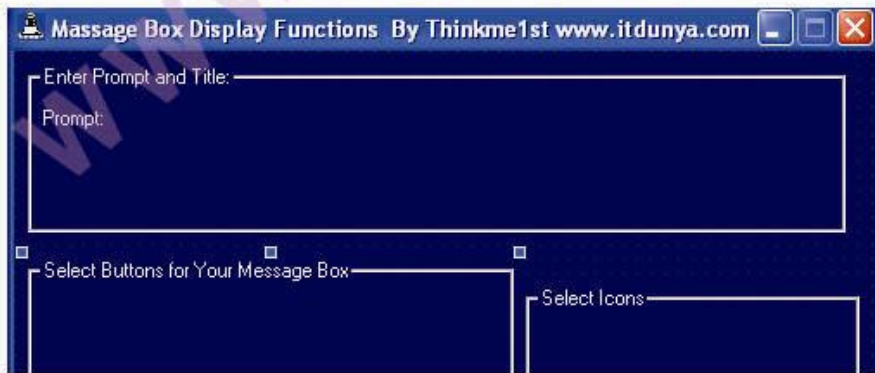 Massage Box Display Functions By Thinkme1st www.itdunya.com
Enter Prompt and Title:
Prompt:
Select Buttons for Your Message Box
Select Icons